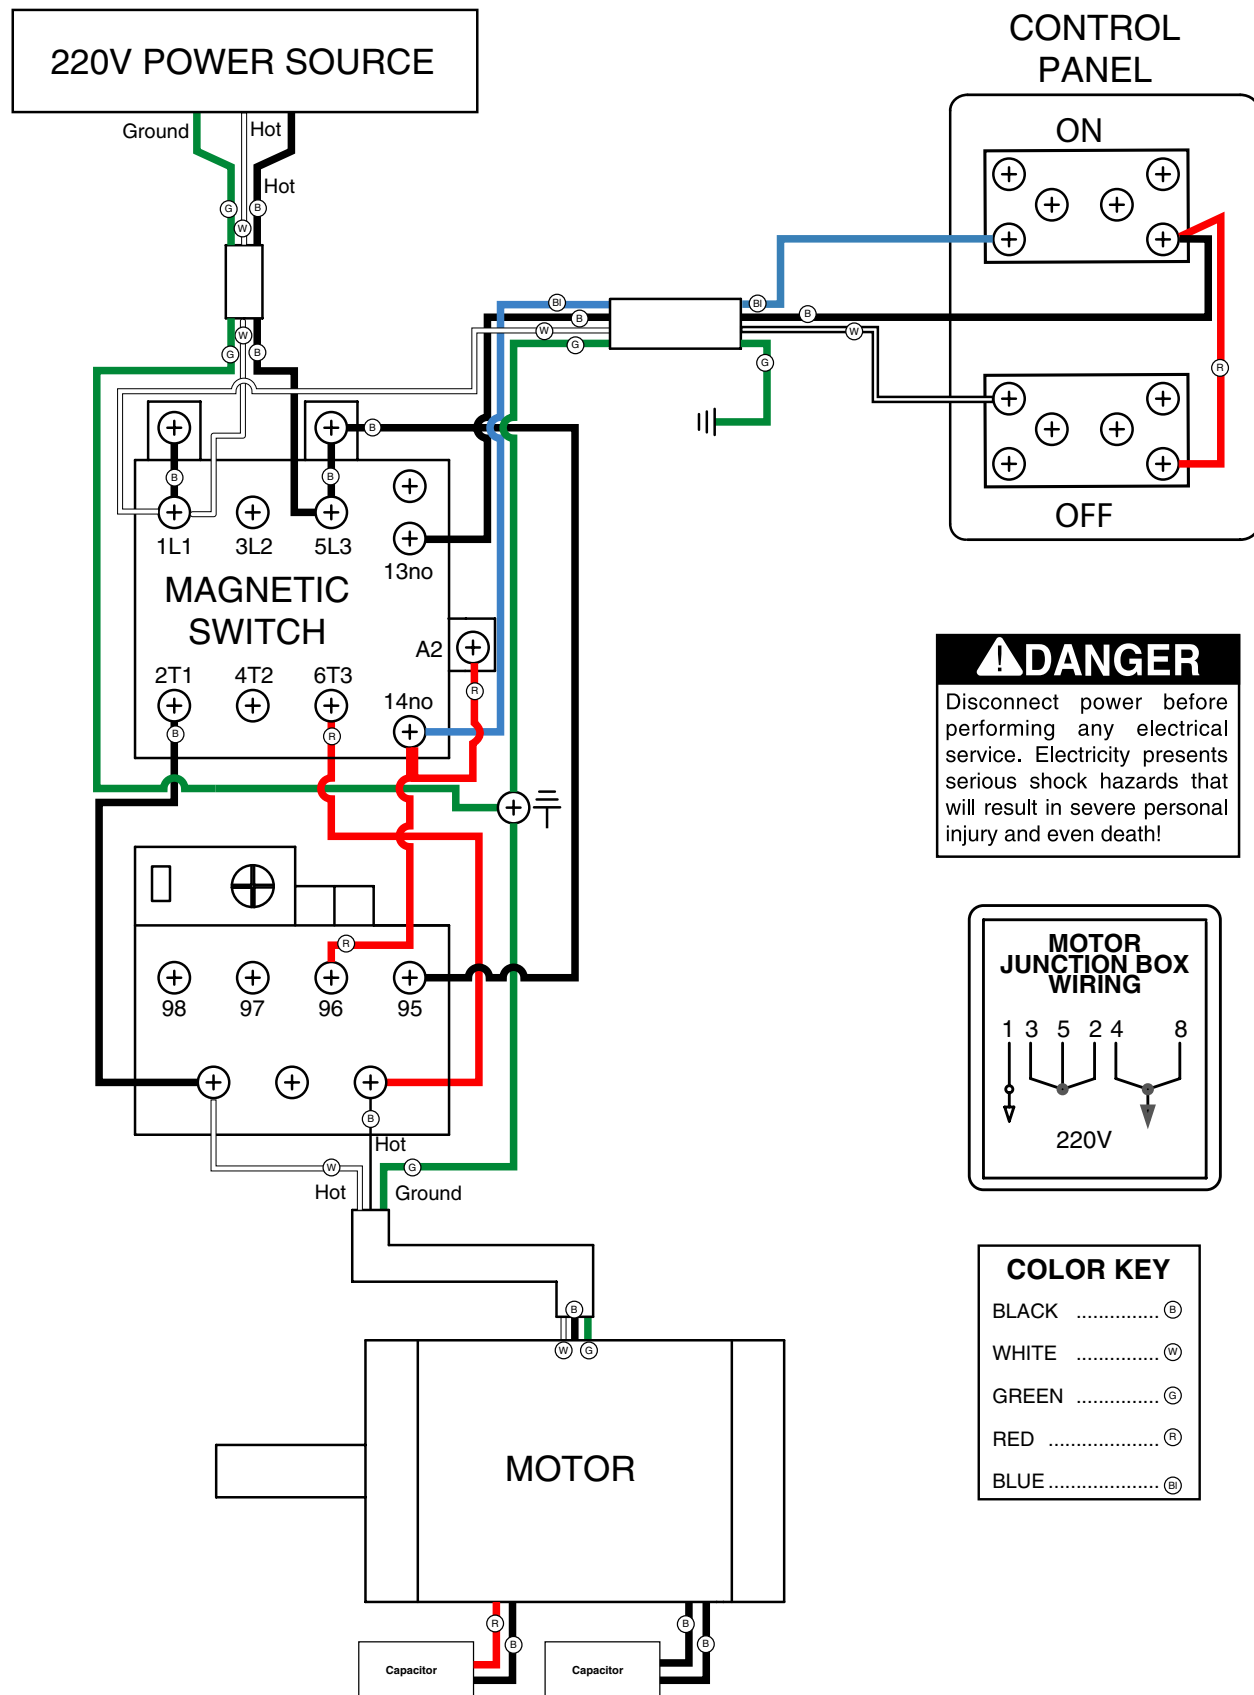 220V POWER SOURCE
Ground
Hot
Hot
G
W
B
G
W
B
CONTROL
PANEL
ON
OFF
Bl
B
W
G
Bl
B
W
G
R
B
B
B
1L1
3L2
5L3
13no
MAGNETIC
SWITCH
A2
2T1
4T2
6T3
14no
B
R
R
R
98
97
96
95
B
Hot
W
G
Hot
Ground
B
W
G
MOTOR
R
B
B
B
Capacitor
Capacitor
DANGER
Disconnect power before
performing any electrical
service. Electricity presents
serious shock hazards that
will result in severe personal
injury and even death!
MOTOR
JUNCTION BOX
WIRING
1 3 5 2 4 8
220V
COLOR KEY
BLACK ............... B
WHITE ............... W
GREEN ............... G
RED .................... R
BLUE .................... Bl